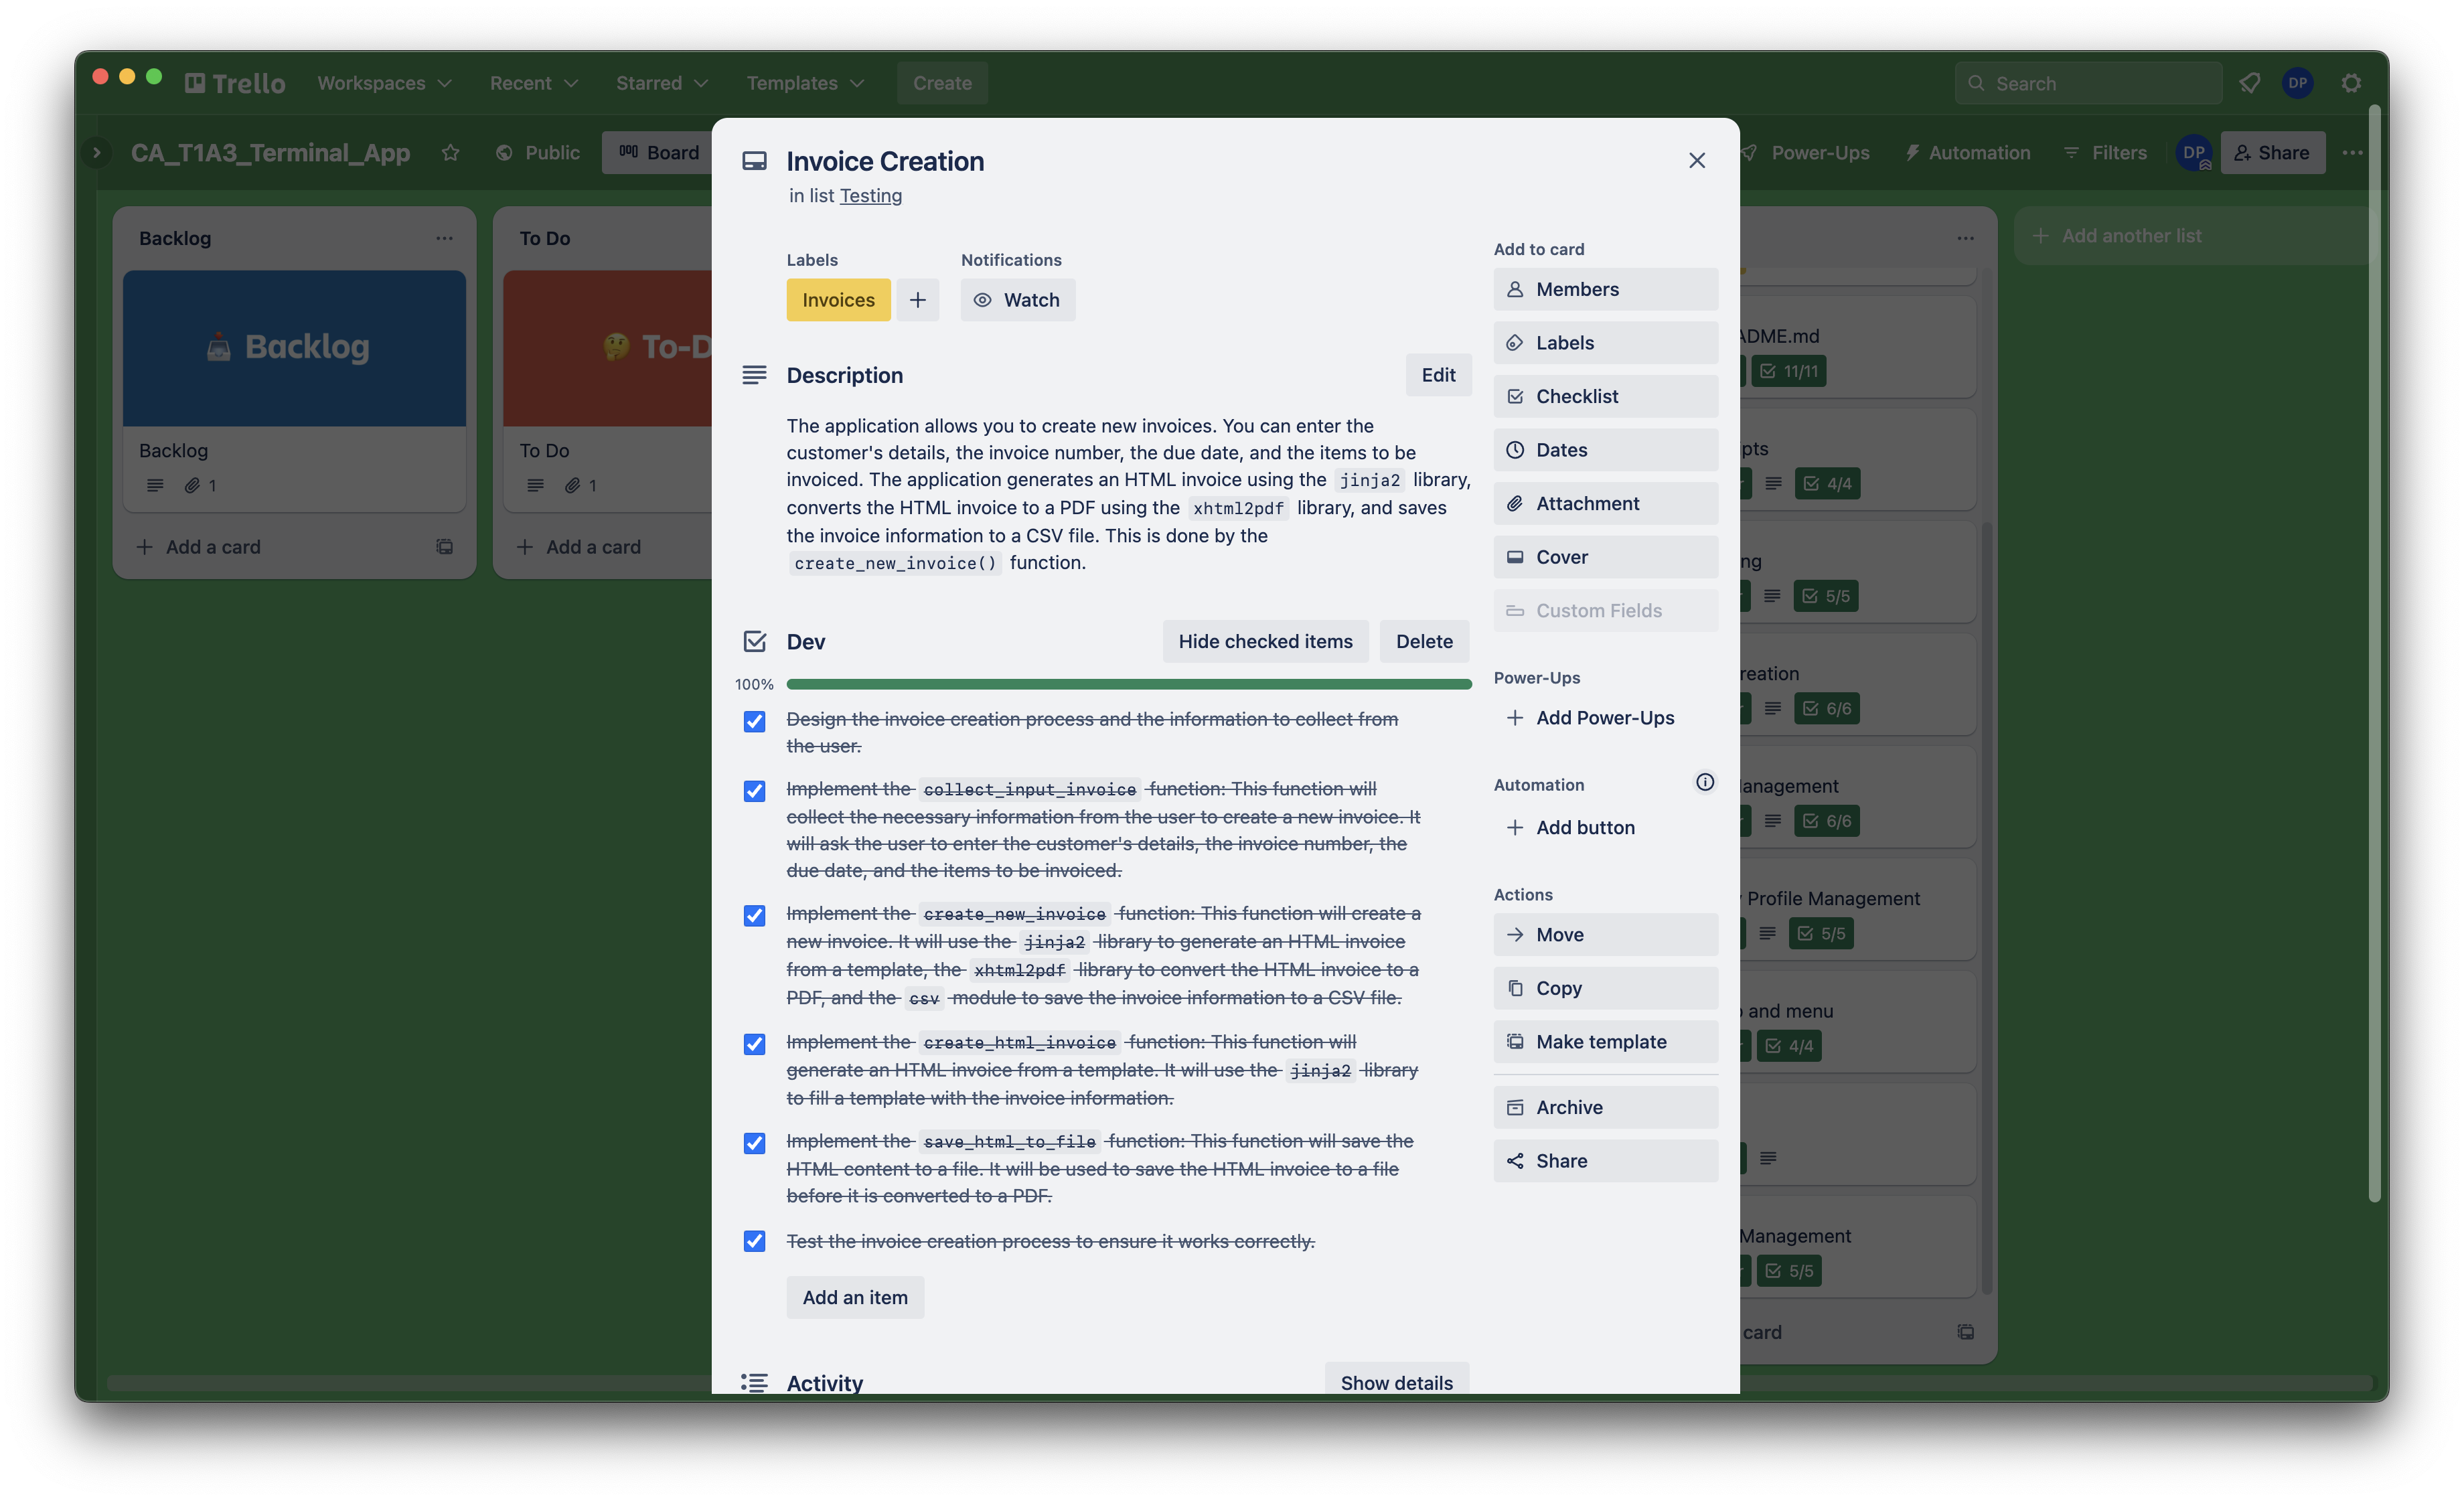 Trello
Workspaces
Recent
Starred
Templates
Create
Search
DP
CA_T1A3_Terminal_App
Public
Board
Power-Ups
Automation
Filters
DP
Share
Backlog
Backlog
Backlog
1
Add a card
To Do
To-D
To Do
1
Add a card
Invoice Creation
in list Testing
Labels
Notifications
Invoices
Watch
Description
Edit
The application allows you to create new invoices. You can enter the
customer's details, the invoice number, the due date, and the items to be
invoiced. The application generates an HTML invoice using the jinja2 library,
converts the HTML invoice to a PDF using the xhtml2pdf library, and saves
the invoice information to a CSV file. This is done by the
create_new_invoice() function.
Dev
Hide checked items
Delete
100%
Design the invoice creation process and the information to collect from
the user.
Implement the collect_input_invoice function: This function will
collect the necessary information from the user to create a new invoice. It
will ask the user to enter the customer's details, the invoice number, the
due date, and the items to be invoiced.
Implement the create_new_invoice function: This function will create a
new invoice. It will use the jinja2 library to generate an HTML invoice
from a template, the xhtml2pdf library to convert the HTML invoice to a
PDF, and the csv module to save the invoice information to a CSV file.
Implement the create_html_invoice function: This function will
generate an HTML invoice from a template. It will use the jinja2 library
to fill a template with the invoice information.
Implement the save_html_to_file function: This function will save the
HTML content to a file. It will be used to save the HTML invoice to a file
before it is converted to a PDF.
Test the invoice creation process to ensure it works correctly.
Add an item
Activity
Show details
Add to card
Members
Labels
Checklist
Dates
Attachment
Cover
Custom Fields
Power-Ups
Add Power-Ups
Automation
Add button
Actions
Move
Copy
Make template
Archive
Share
ADME.md
11/11
pts
4/4
ng
5/5
reation
6/6
anagement
6/6
Profile Management
5/5
and menu
4/4
Management
5/5
card
Add another list